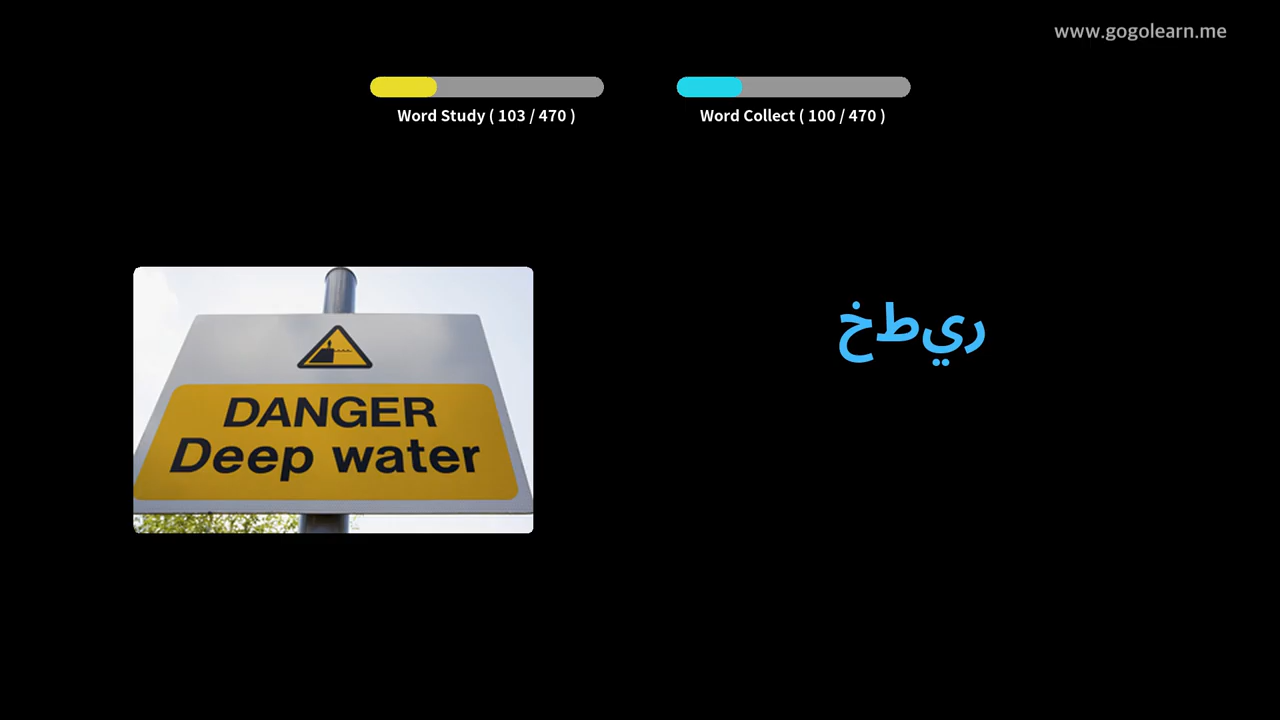 www.gogolearn.me
Word Study ( 103 / 470 )
Word Collect ( 100 / 470 )
ريطخ
DANGER
Deep water